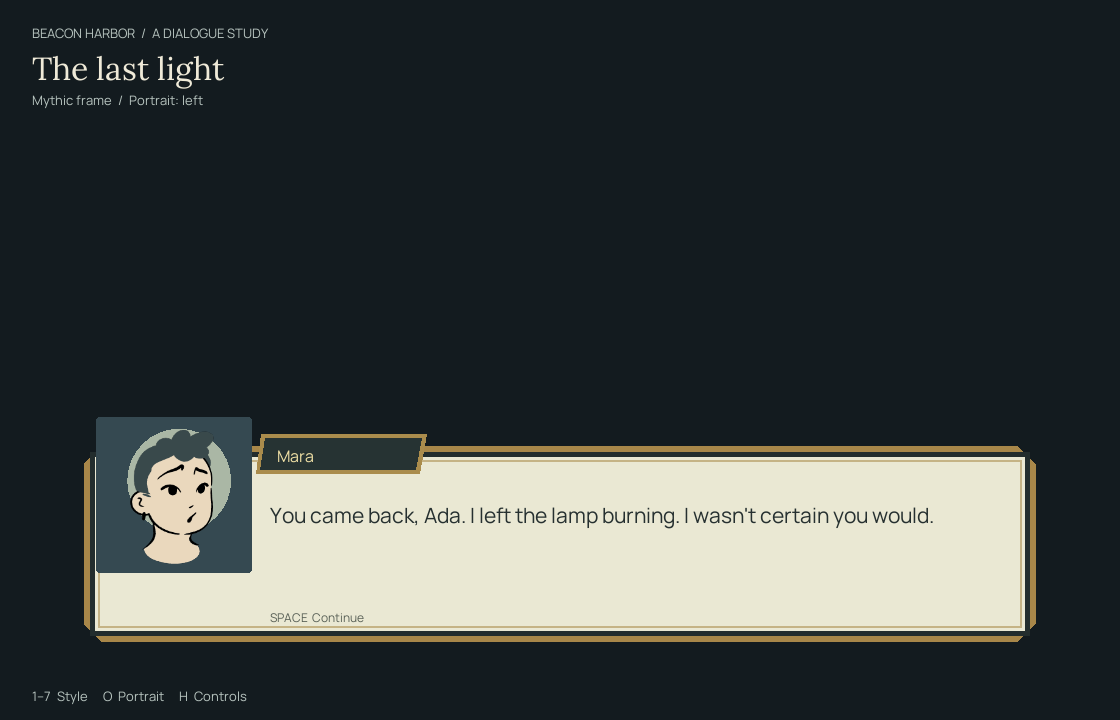 BEACON HARBOR / A DIALOGUE STUDY
The last light
Mythic frame / Portrait: left
Mara
You came back, Ada. I left the lamp burning. I wasn't certain you would.
SPACE Continue
1–7 Style O Portrait H Controls